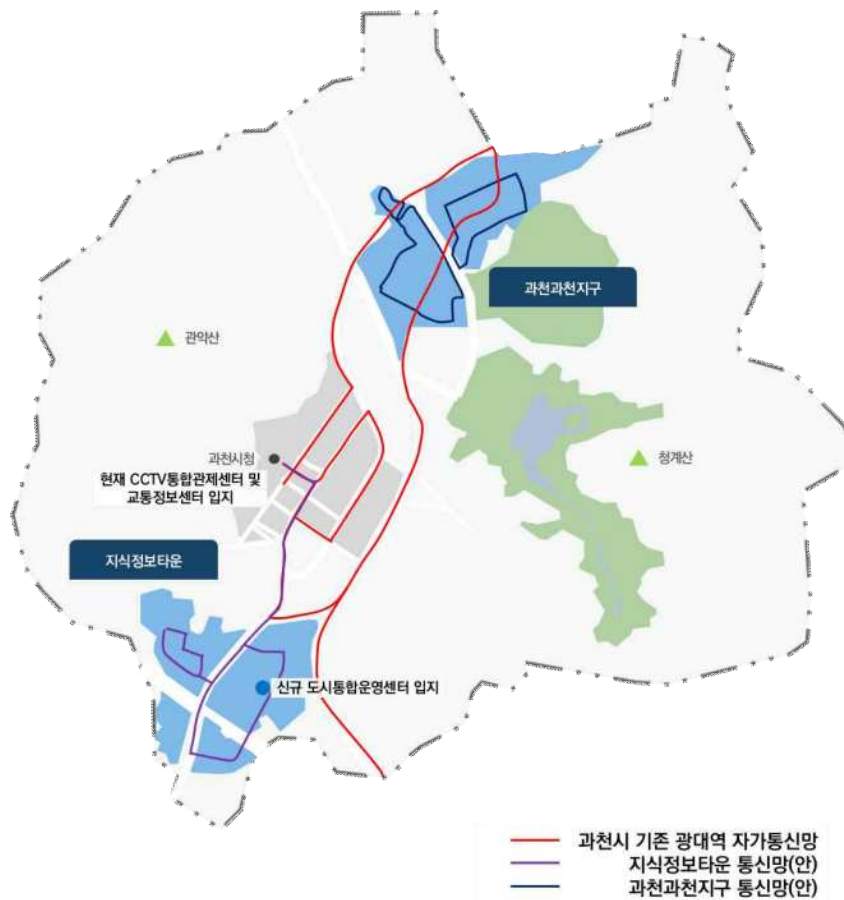 과천과천지구
관악산
과천시청
청계산
현재 CCTV통합관제센터 및
교통정보센터 입지
지식정보타운
신규 도시통합운영센터 입지
과천시 기존 광대역 자가통신망
지식정보타운 통신망(안)
과천과천지구 통신망(안)